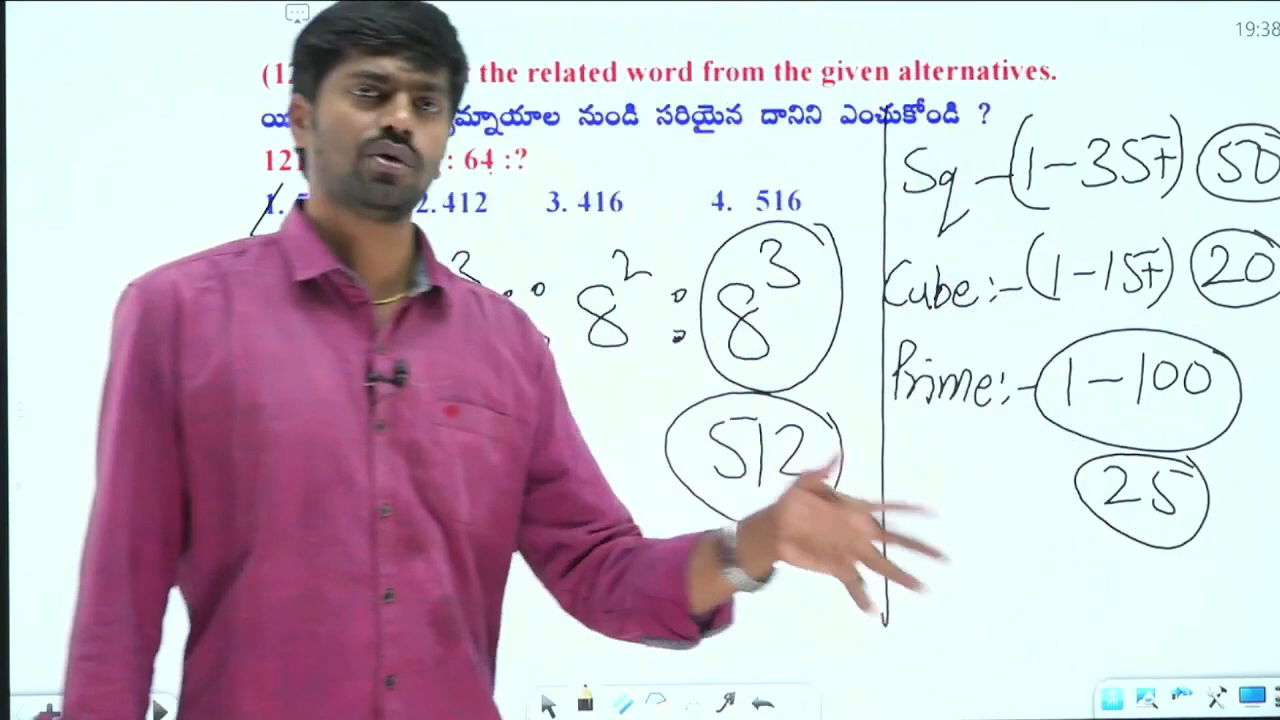 19:38
(12 the related word from the given alternatives.
నుండి సరియైన దానిని ఎంచుకోండి ?
121 : 64 :?
1. 2.412 3. 416 4. 516
3 : 8² : 8³
512
Sq - (1-35+) 50
Cube:- (1-15+) 20
Prime:- 1-100
25